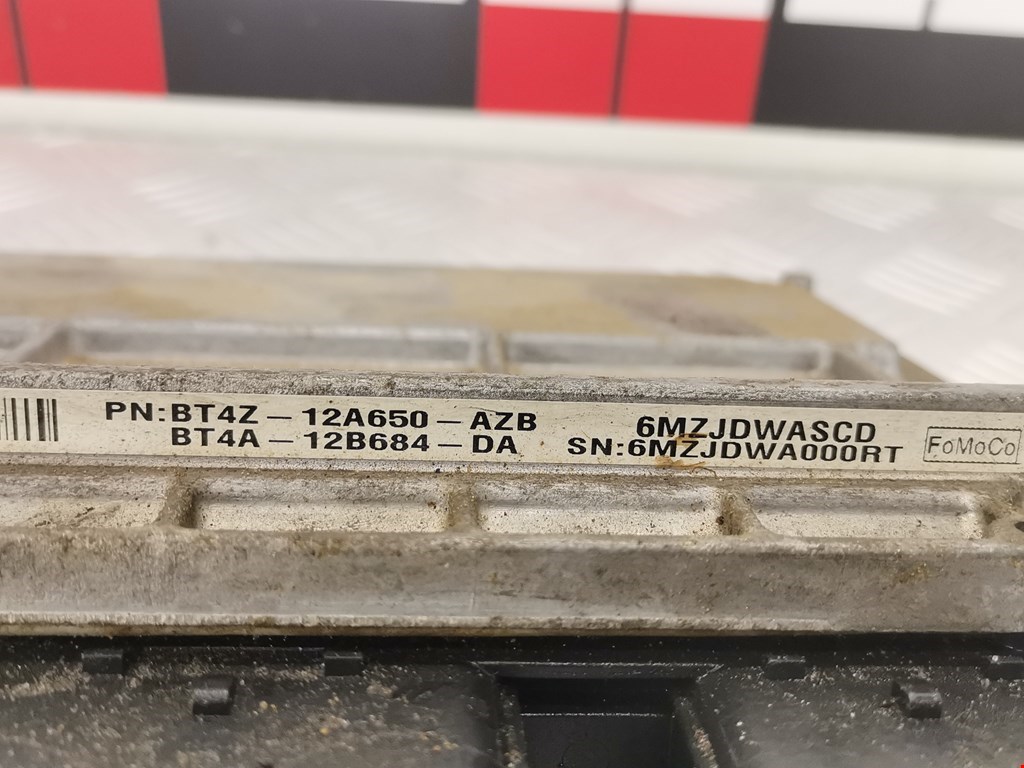 PN:BT4Z-12A650-AZB 6MZJDWASCD
BT4A-12B684-DA SN:6MZJDWA000RT
FoMoCo